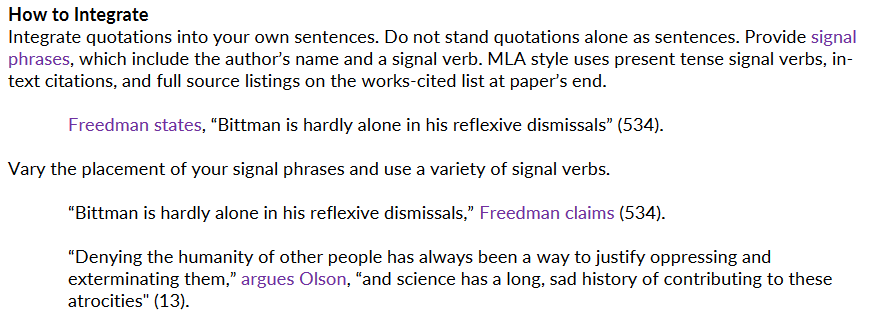 How to Integrate
Integrate quotations into your own sentences. Do not stand quotations alone as sentences. Provide signal
phrases, which include the author's name and a signal verb. MLA style uses present tense signal verbs, in-
text citations, and full source listings on the works-cited list at paper's end.
Freedman states, “Bittman is hardly alone in his reflexive dismissals” (534).
Vary the placement of your signal phrases and use a variety of signal verbs.
“Bittman is hardly alone in his reflexive dismissals,” Freedman claims (534).
“Denying the humanity of other people has always been a way to justify oppressing and
exterminating them,” argues Olson, “and science has a long, sad history of contributing to these
atrocities" (13).